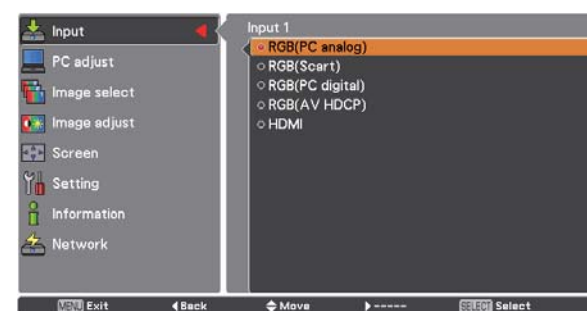 Input
PC adjust
Image select
Image adjust
Screen
Setting
Information
Network
Input 1
RGB(PC analog)
RGB(Scart)
RGB(PC digital)
RGB(AV HDCP)
HDMI
MENU Exit Back Move ----- SELECT Select